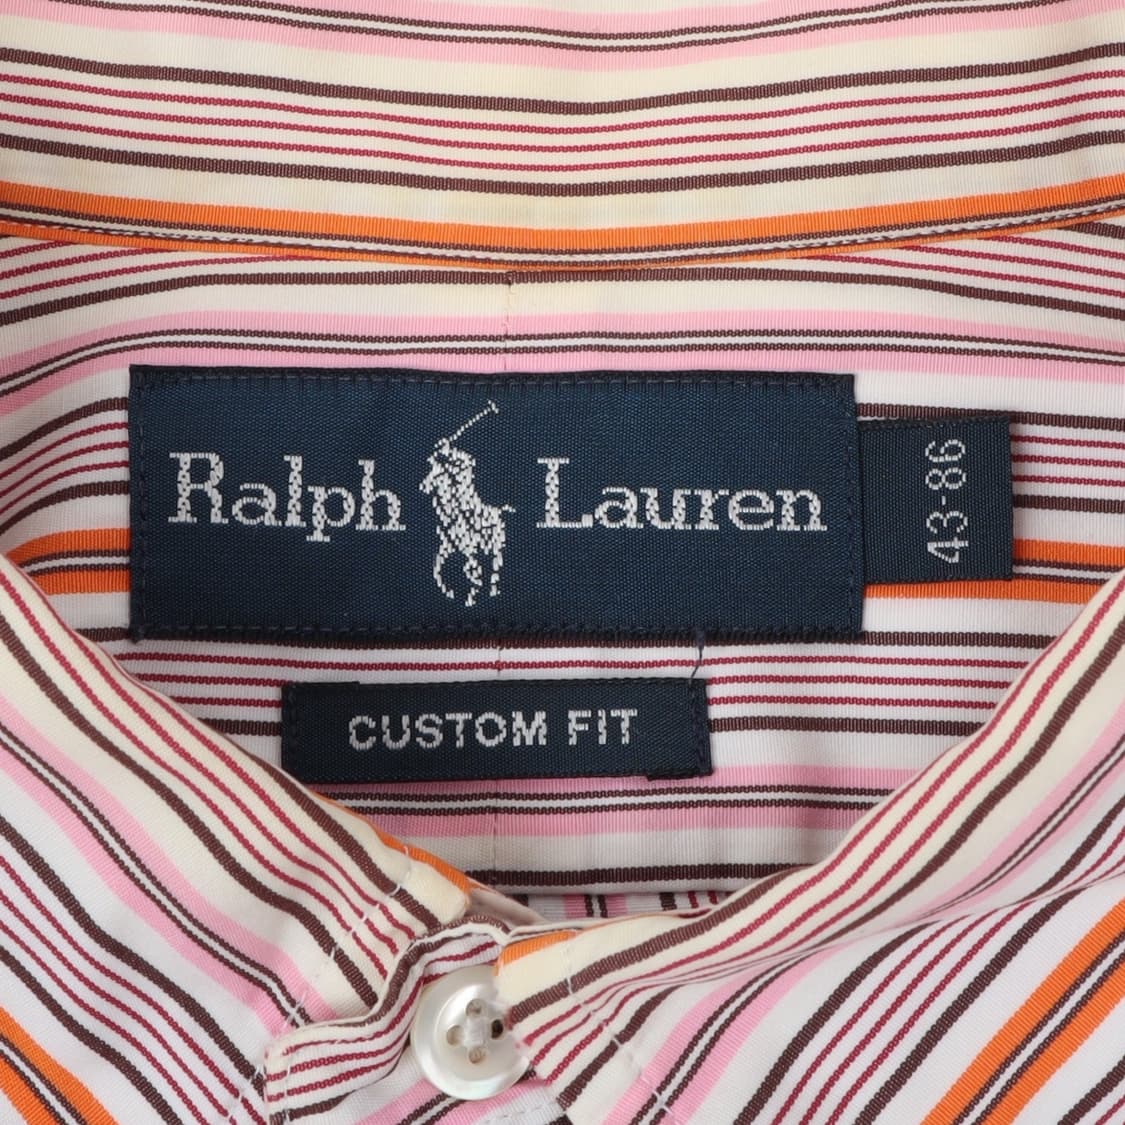 Ralph Lauren
43-86
CUSTOM FIT